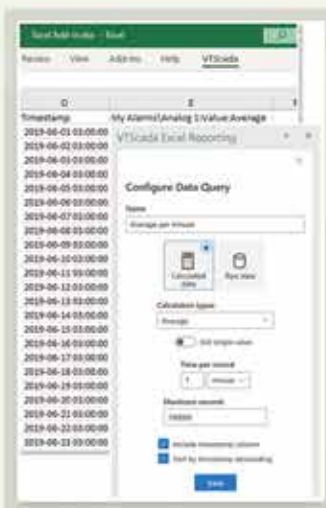 Excel Add-in.xlsx - Excel
Review View Add-ins Help VTScada
D E
Timestamp My Alarms\Analog 1:Value:Average
2019-06-01 03:00:00
2019-06-02 03:00:00
2019-06-03 03:00:00
2019-06-04 03:00:00
2019-06-05 03:00:00
2019-06-06 03:00:00
2019-06-07 03:00:00
2019-06-08 03:00:00
2019-06-09 03:00:00
2019-06-10 03:00:00
2019-06-11 03:00:00
2019-06-12 03:00:00
2019-06-13 03:00:00
2019-06-14 03:00:00
2019-06-15 03:00:00
2019-06-16 03:00:00
2019-06-17 03:00:00
2019-06-18 03:00:00
2019-06-19 03:00:00
2019-06-20 03:00:00
2019-06-21 03:00:00
2019-06-22 03:00:00
2019-06-23 03:00:00
VTScada Excel Reporting
Configure Data Query
Name
Average per minute
Calculated data
Raw data
Calculation types
Average
Get single value
Time per record
1 minute
Maximum records
Include timestamp column
Sort by timestamp ascending
Save